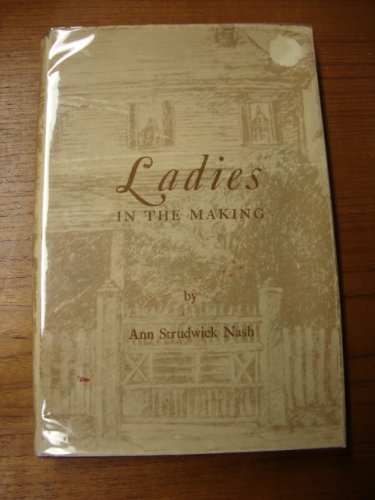 Ladies
IN THE MAKING
by
Ann Strudwick Nash